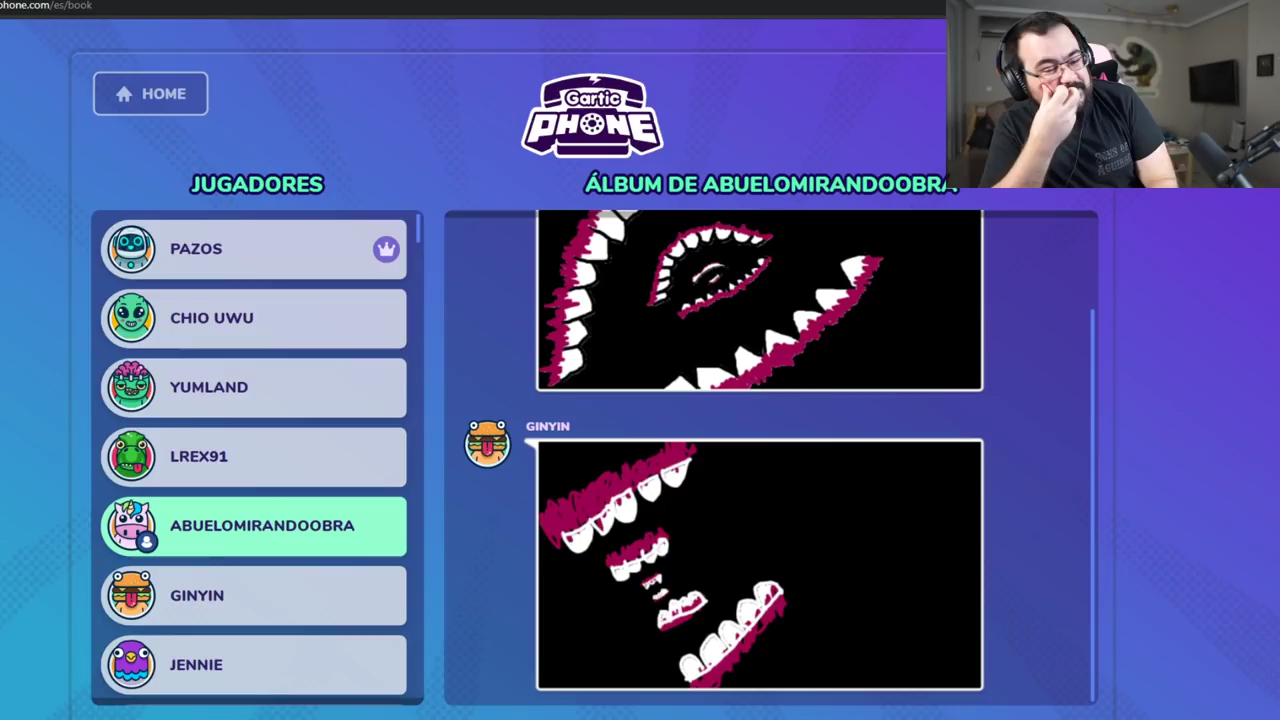 phone.com/es/book
HOME
Gartic
PHONE
JUGADORES
ÁLBUM DE ABUELOMIRANDOOBRA
PAZOS
CHIO UWU
YUMLAND
LREX91
ABUELOMIRANDOOBRA
GINYIN
JENNIE
GINYIN